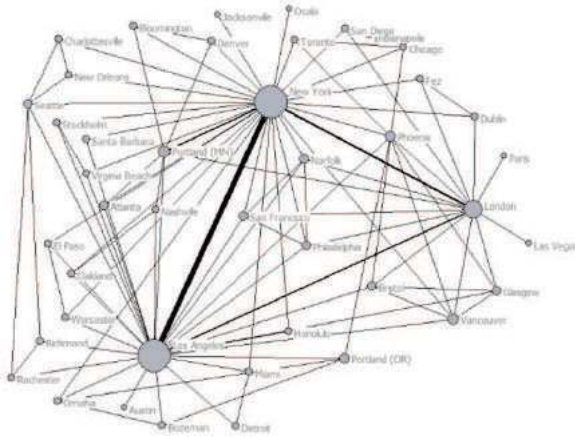 Jacksonville
Ocala
Bloomington
San Diego
Indianapolis
Charlottesville
Denver
Toronto
Chicago
New Orleans
Fez
New York
Seattle
Dublin
Stockholm
Phoenix
Santa Barbara
Portland (MN)
Norfolk
Paris
Virginia Beach
Atlanta
Nashville
San Francisco
London
El Paso
Philadelphia
Las Vegas
Oakland
Bristol
Glasgow
Worcester
Vancouver
Honolulu
Richmond
Los Angeles
Portland (OR)
Miami
Rochester
Omaha
Austin
Bozeman
Detroit